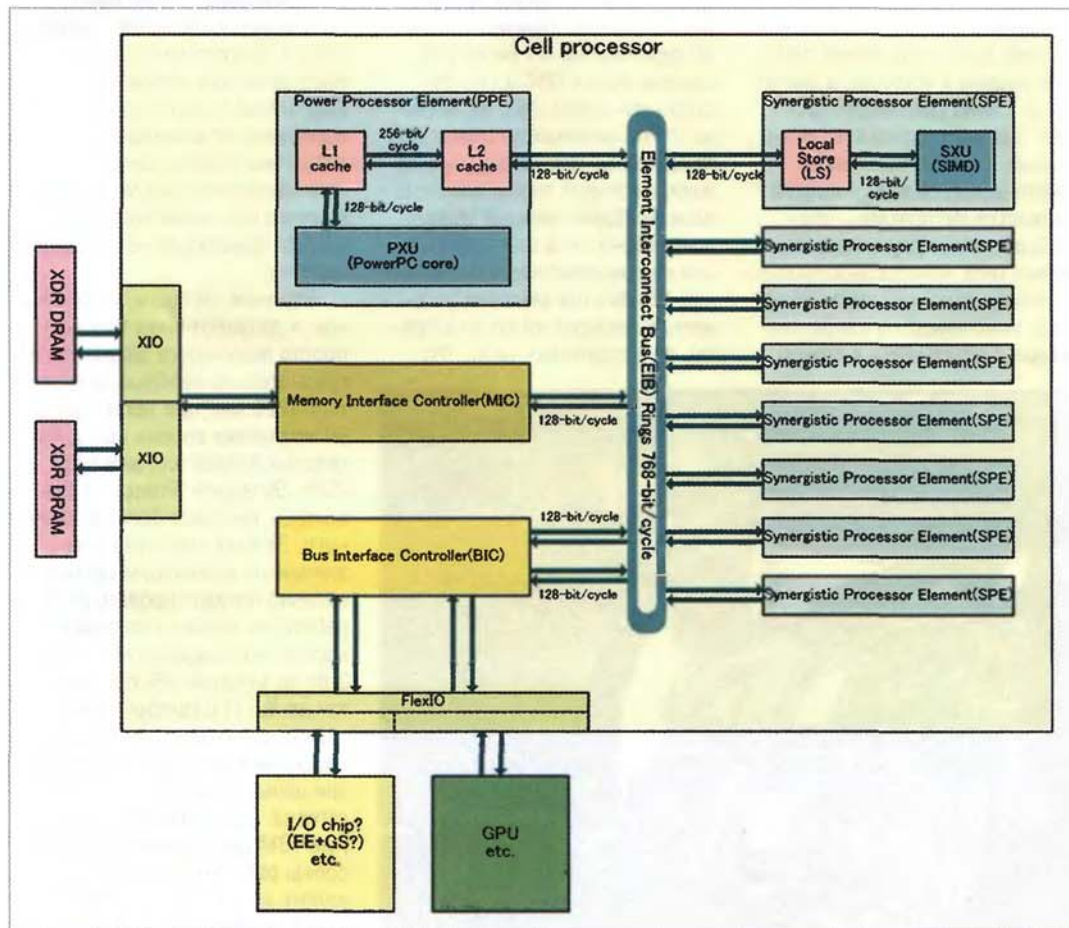 Cell processor
Power Processor Element(PPE)
L1
cache
256-bit/
cycle
L2
cache
128-bit/cycle
128-bit/cycle
PXU
(PowerPC core)
Element Interconnect Bus(EIB) Rings 768-bit/cycle
Synergistic Processor Element(SPE)
128-bit/cycle
Local
Store
(LS)
128-bit/
cycle
SXU
(SIMD)
Synergistic Processor Element(SPE)
Synergistic Processor Element(SPE)
Synergistic Processor Element(SPE)
Synergistic Processor Element(SPE)
Synergistic Processor Element(SPE)
Synergistic Processor Element(SPE)
Synergistic Processor Element(SPE)
XDR DRAM
XIO
XDR DRAM
XIO
Memory Interface Controller(MIC)
128-bit/cycle
Bus Interface Controller(BIC)
128-bit/cycle
128-bit/cycle
FlexIO
I/O chip?
(EE+GS?)
etc.
GPU
etc.